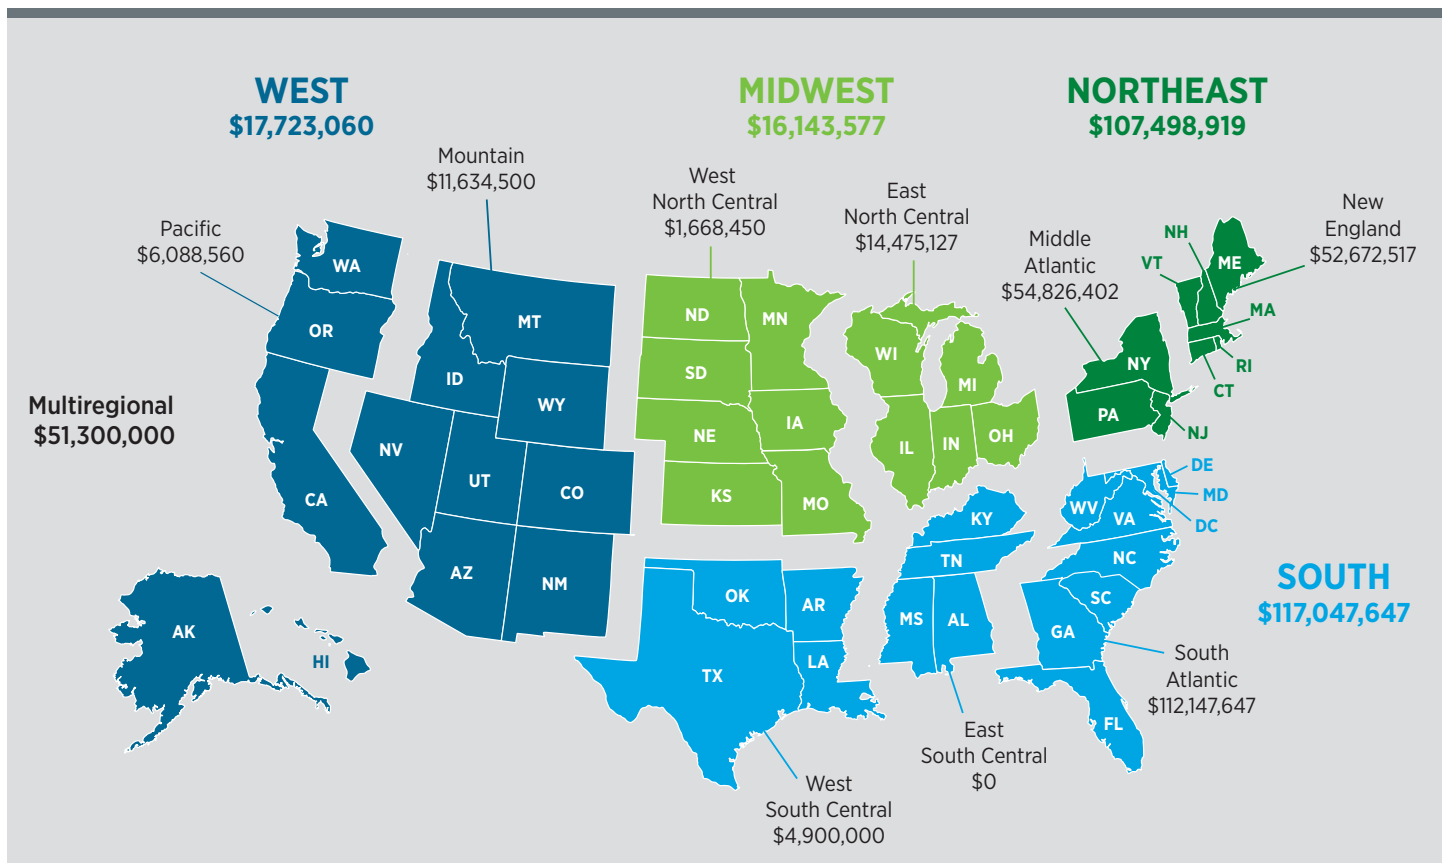 WEST
$17,723,060
MIDWEST
$16,143,577
NORTHEAST
$107,498,919
Mountain
$11,634,500
Pacific
$6,088,560
West
North Central
$1,668,450
East
North Central
$14,475,127
Middle
Atlantic
$54,826,402
New
England
$52,672,517
Multiregional
$51,300,000
WA
OR
CA
MT
ID
WY
NV
UT
CO
AZ
NM
AK
HI
ND
MN
SD
NE
IA
KS
MO
WI
MI
IL
IN
OH
NH
VT
ME
MA
RI
CT
NY
PA
NJ
DE
MD
DC
WV
VA
KY
TN
NC
SC
OK
AR
MS
AL
GA
TX
LA
FL
SOUTH
$117,047,647
South
Atlantic
$112,147,647
East
South Central
$0
West
South Central
$4,900,000